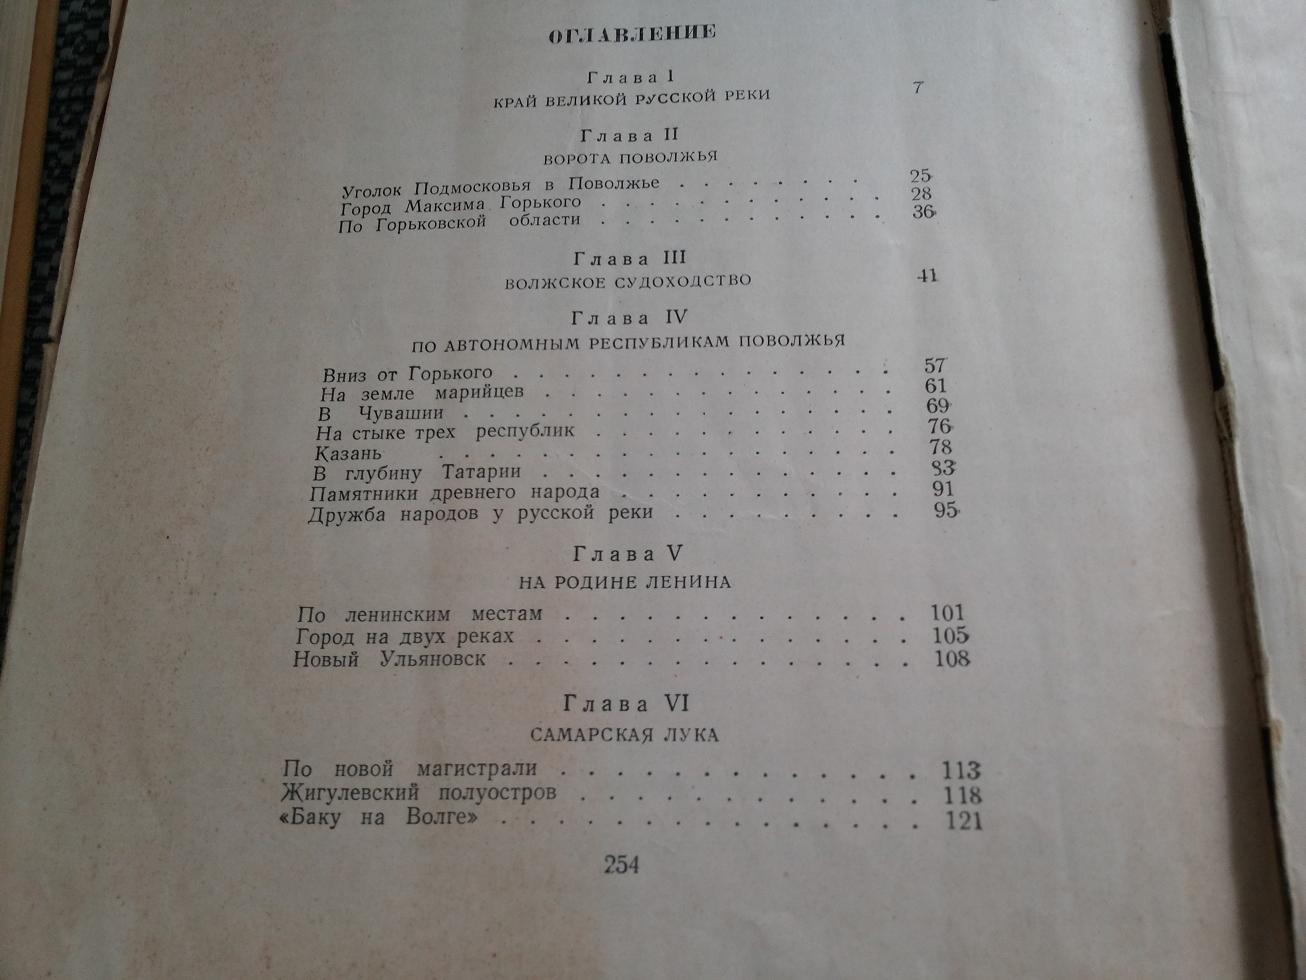 ОГЛАВЛЕНИЕ
Глава I
КРАЙ ВЕЛИКОЙ РУССКОЙ РЕКИ 7
Глава II
ВОРОТА ПОВОЛЖЬЯ
Уголок Подмосковья в Поволжье . . . . . . . . 25
Город Максима Горького . . . . . . . . . . . 28
По Горьковской области . . . . . . . . . . . 36
Глава III
ВОЛЖСКОЕ СУДОХОДСТВО 41
Глава IV
ПО АВТОНОМНЫМ РЕСПУБЛИКАМ ПОВОЛЖЬЯ
Вниз от Горького . . . . . . . . . . . . . . . 57
На земле марийцев . . . . . . . . . . . . . . 61
В Чувашии . . . . . . . . . . . . . . . . . 69
На стыке трех республик . . . . . . . . . . . . 76
Казань . . . . . . . . . . . . . . . . . . 78
В глубину Татарии . . . . . . . . . . . . . . 83
Памятники древнего народа . . . . . . . . . . . 91
Дружба народов у русской реки . . . . . . . . . 95
Глава V
НА РОДИНЕ ЛЕНИНА
По ленинским местам . . . . . . . . . . . . . 101
Город на двух реках . . . . . . . . . . . . . . 105
Новый Ульяновск . . . . . . . . . . . . . . . 108
Глава VI
САМАРСКАЯ ЛУКА
По новой магистрали . . . . . . . . . . . . . 113
Жигулевский полуостров . . . . . . . . . . . . 118
«Баку на Волге» . . . . . . . . . . . . . . . 121
254